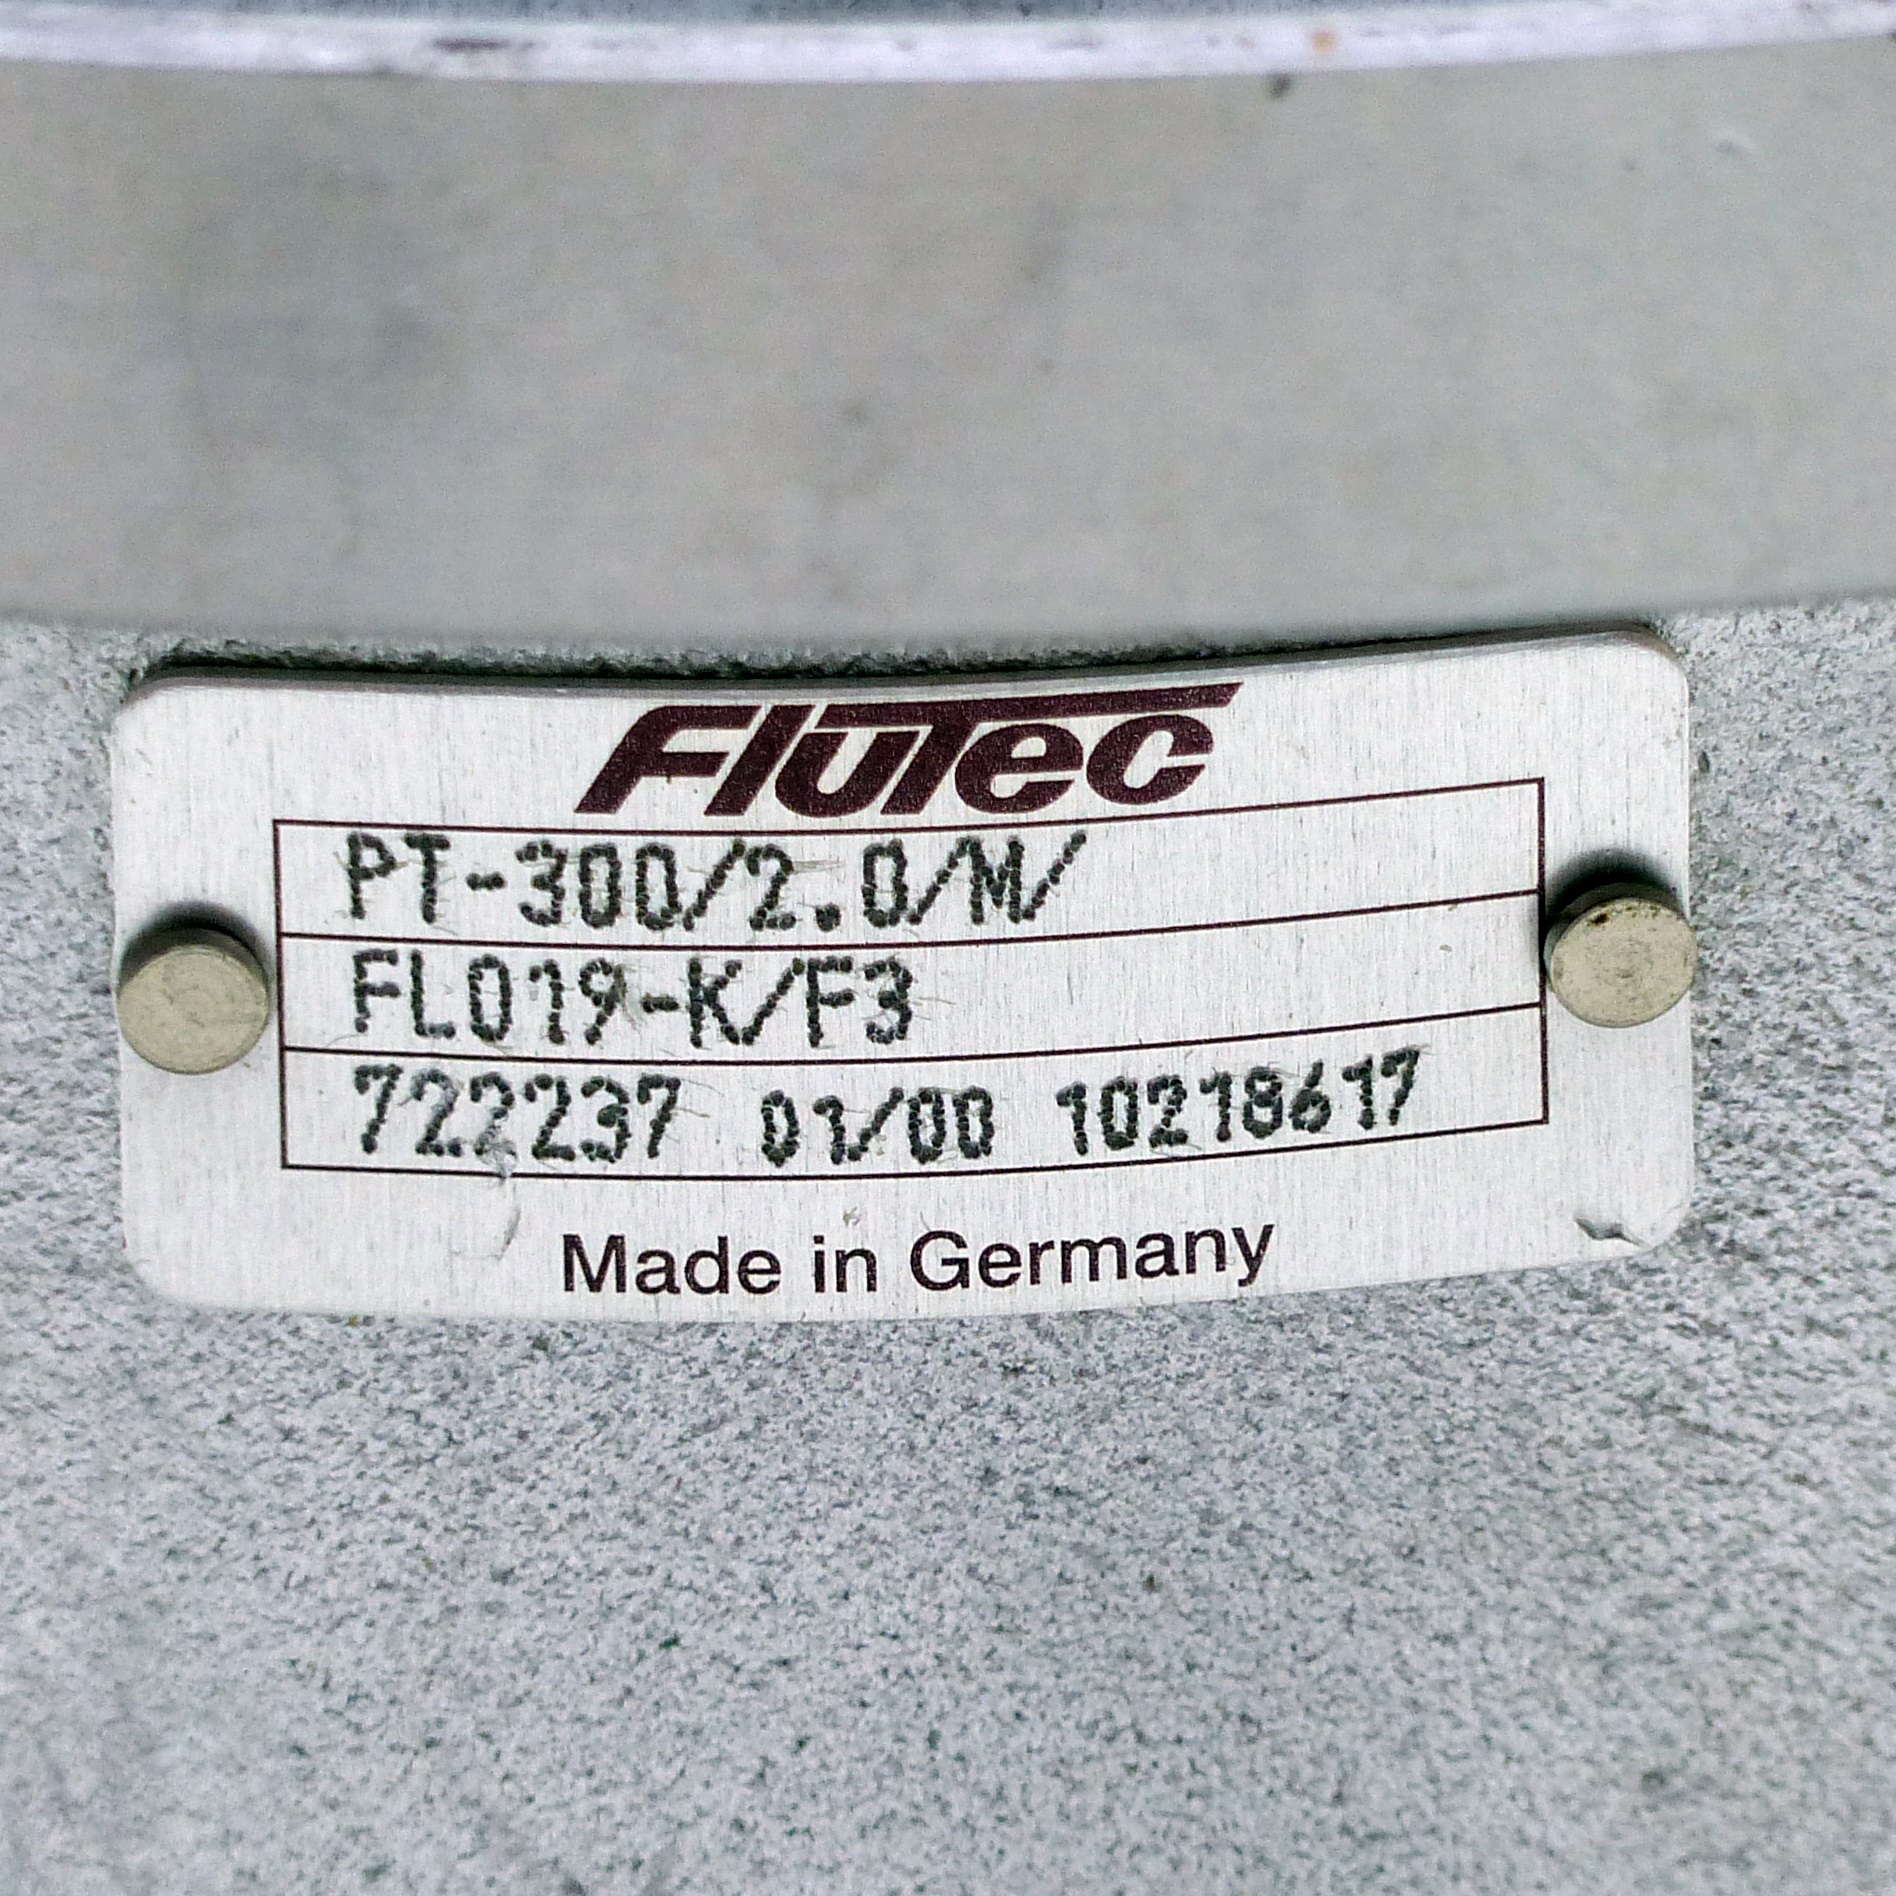 FluTec
PT-300/2.0/M/
FL019-K/F3
722237 01/00 10218617
Made in Germany